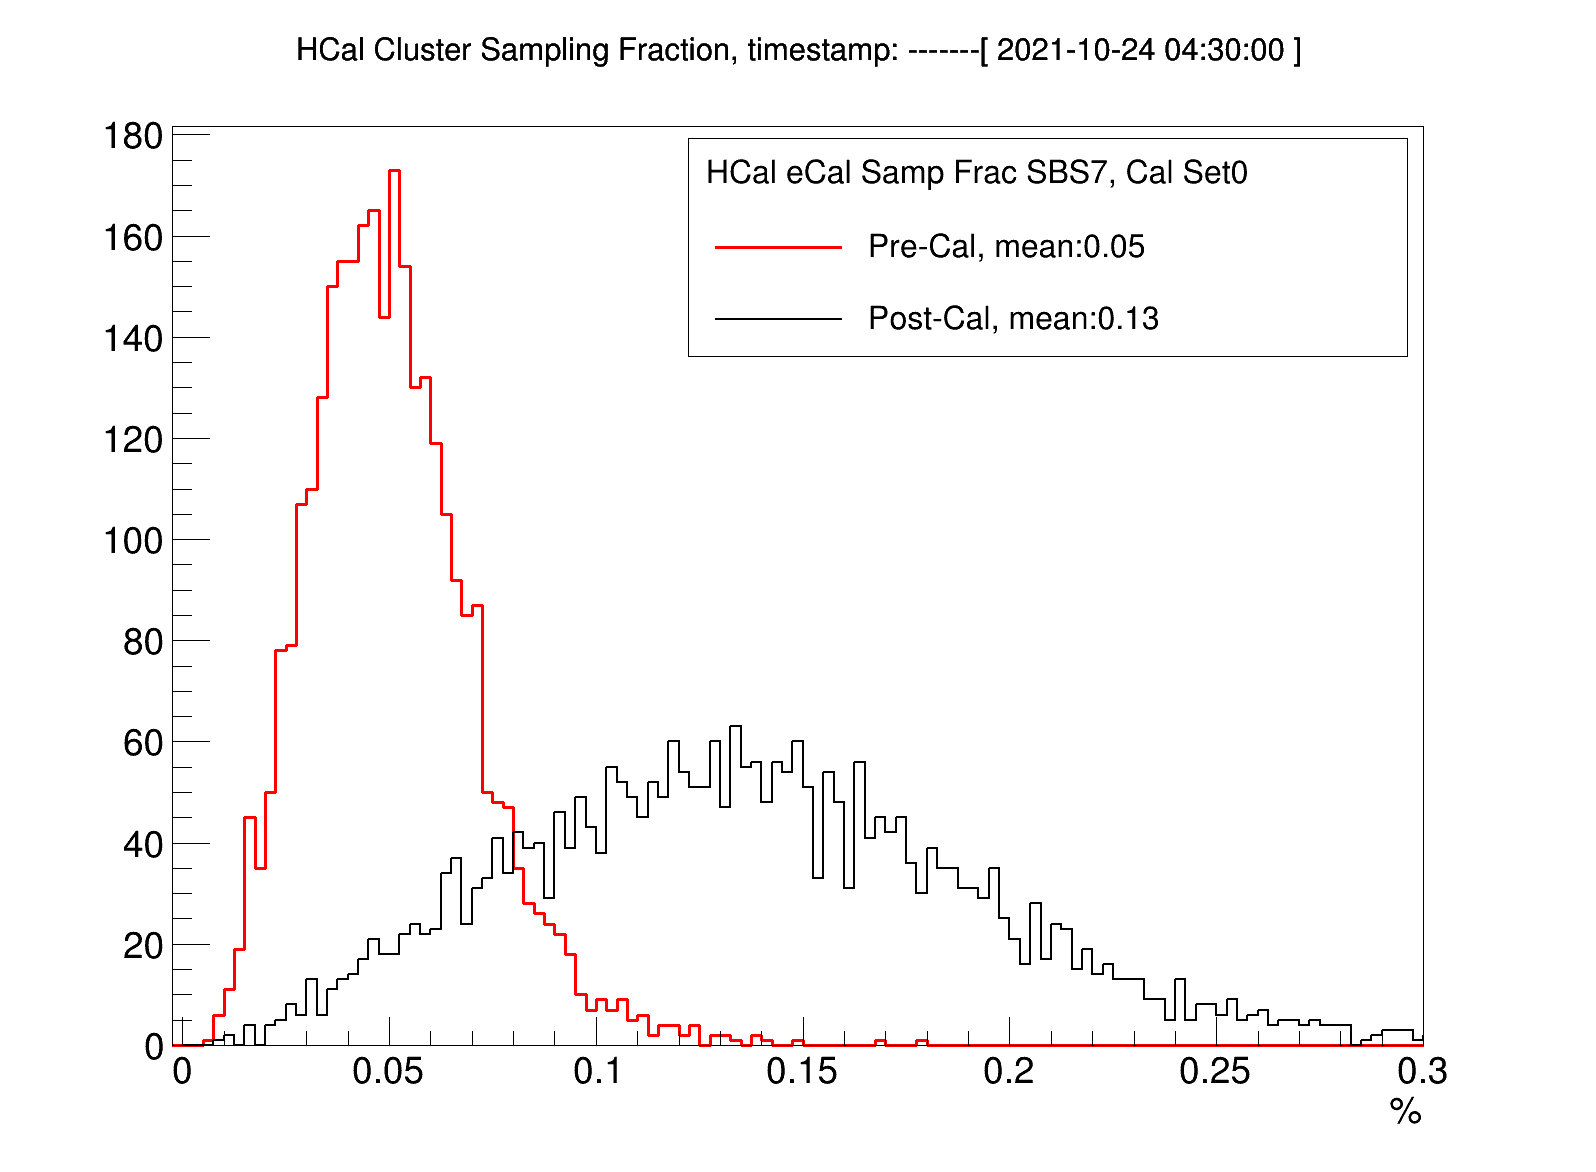 HCal Cluster Sampling Fraction, timestamp: -------[ 2021-10-24 04:30:00 ]
HCal eCal Samp Frac SBS7, Cal Set0
Pre-Cal, mean:0.05
Post-Cal, mean:0.13
180
160
140
120
100
80
60
40
20
0
0 0.05 0.1 0.15 0.2 0.25 0.3
%